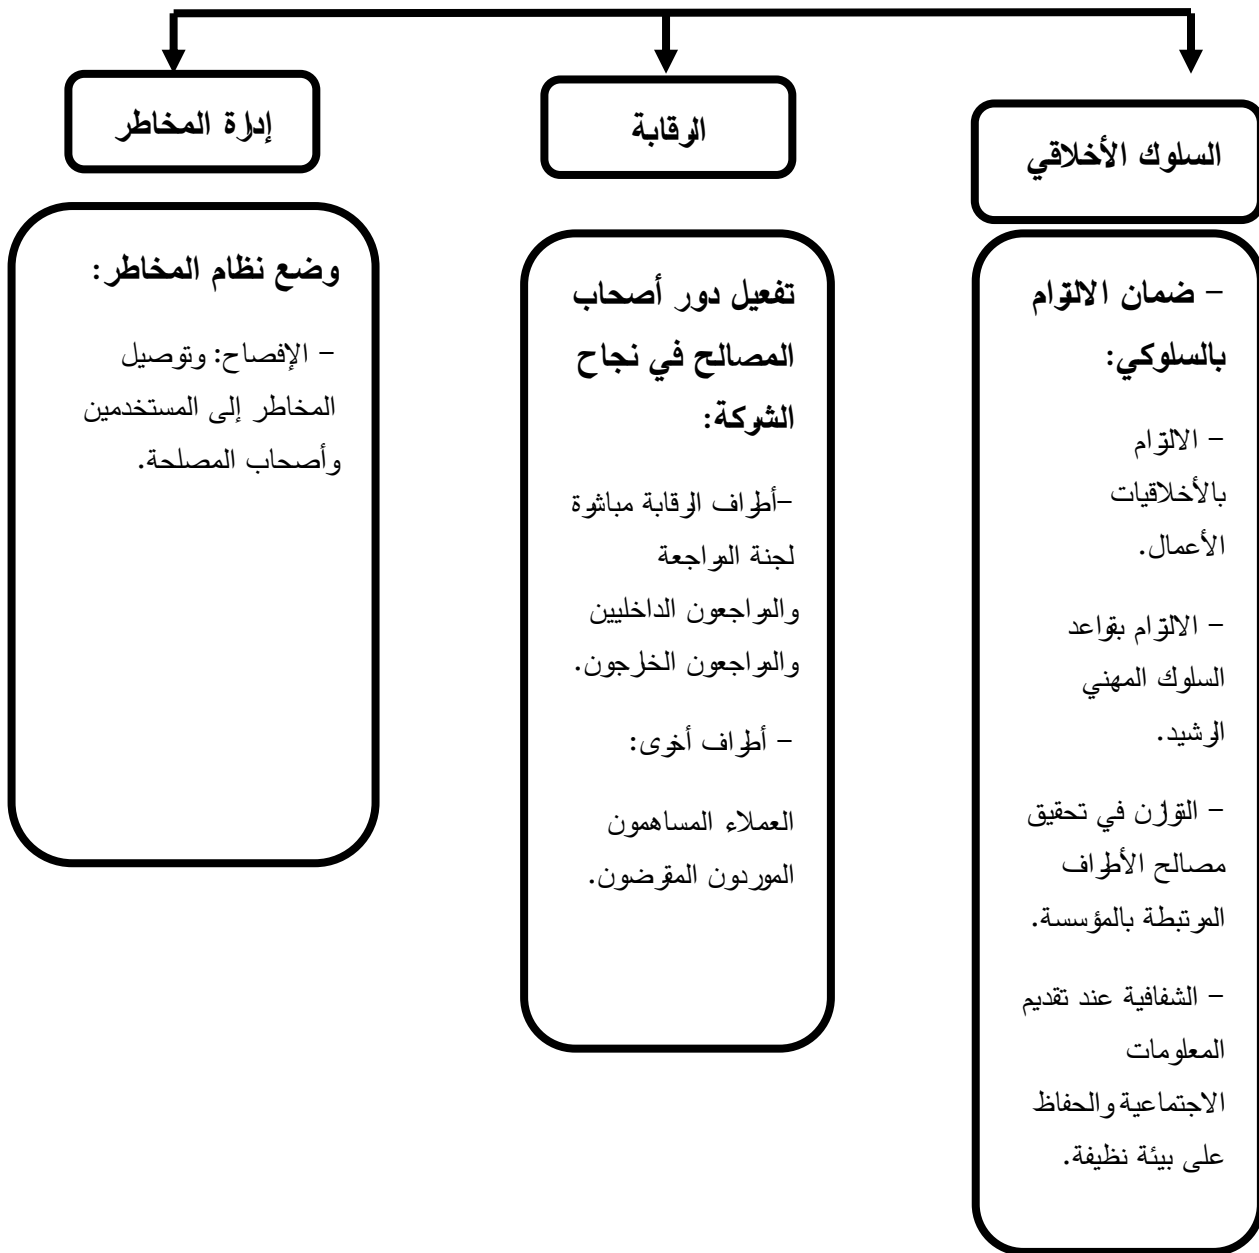 السلوك الأخلاقي
– ضمان الالتزام
بالسلوكي:
– الالتزام
بالأخلاقيات
الأعمال.
– الالتزام بقواعد
السلوك المهني
الرشيد.
– التوازن في تحقيق
مصالح الأطراف
المرتبطة بالمؤسسة.
– الشفافية عند تقديم
المعلومات
الاجتماعية والحفاظ
على بيئة نظيفة.
الرقابة
تفعيل دور أصحاب
المصالح في نجاح
الشركة:
–أطراف الرقابة مباشرة
لجنة المراجعة
والمراجعون الداخليين
والمراجعون الخارجون.
– أطراف أخرى:
العملاء المساهمون
الموردون المقرضون.
إدارة المخاطر
وضع نظام المخاطر:
– الإفصاح: وتوصيل
المخاطر إلى المستخدمين
وأصحاب المصلحة.